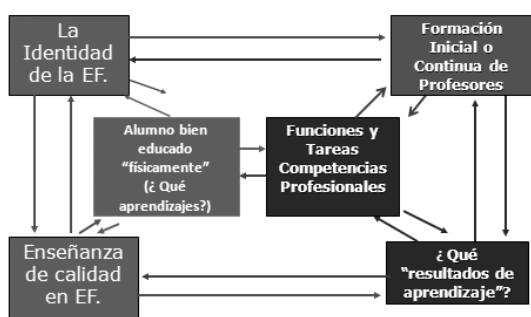 La
Identidad
de la EF.
Formación
Inicial o
Continua de
Profesores
Alumno bien
educado
“físicamente”
(¿ Qué
aprendizajes?)
Funciones y
Tareas
Competencias
Profesionales
Enseñanza
de calidad
en EF.
¿ Qué
“resultados de
aprendizaje”?